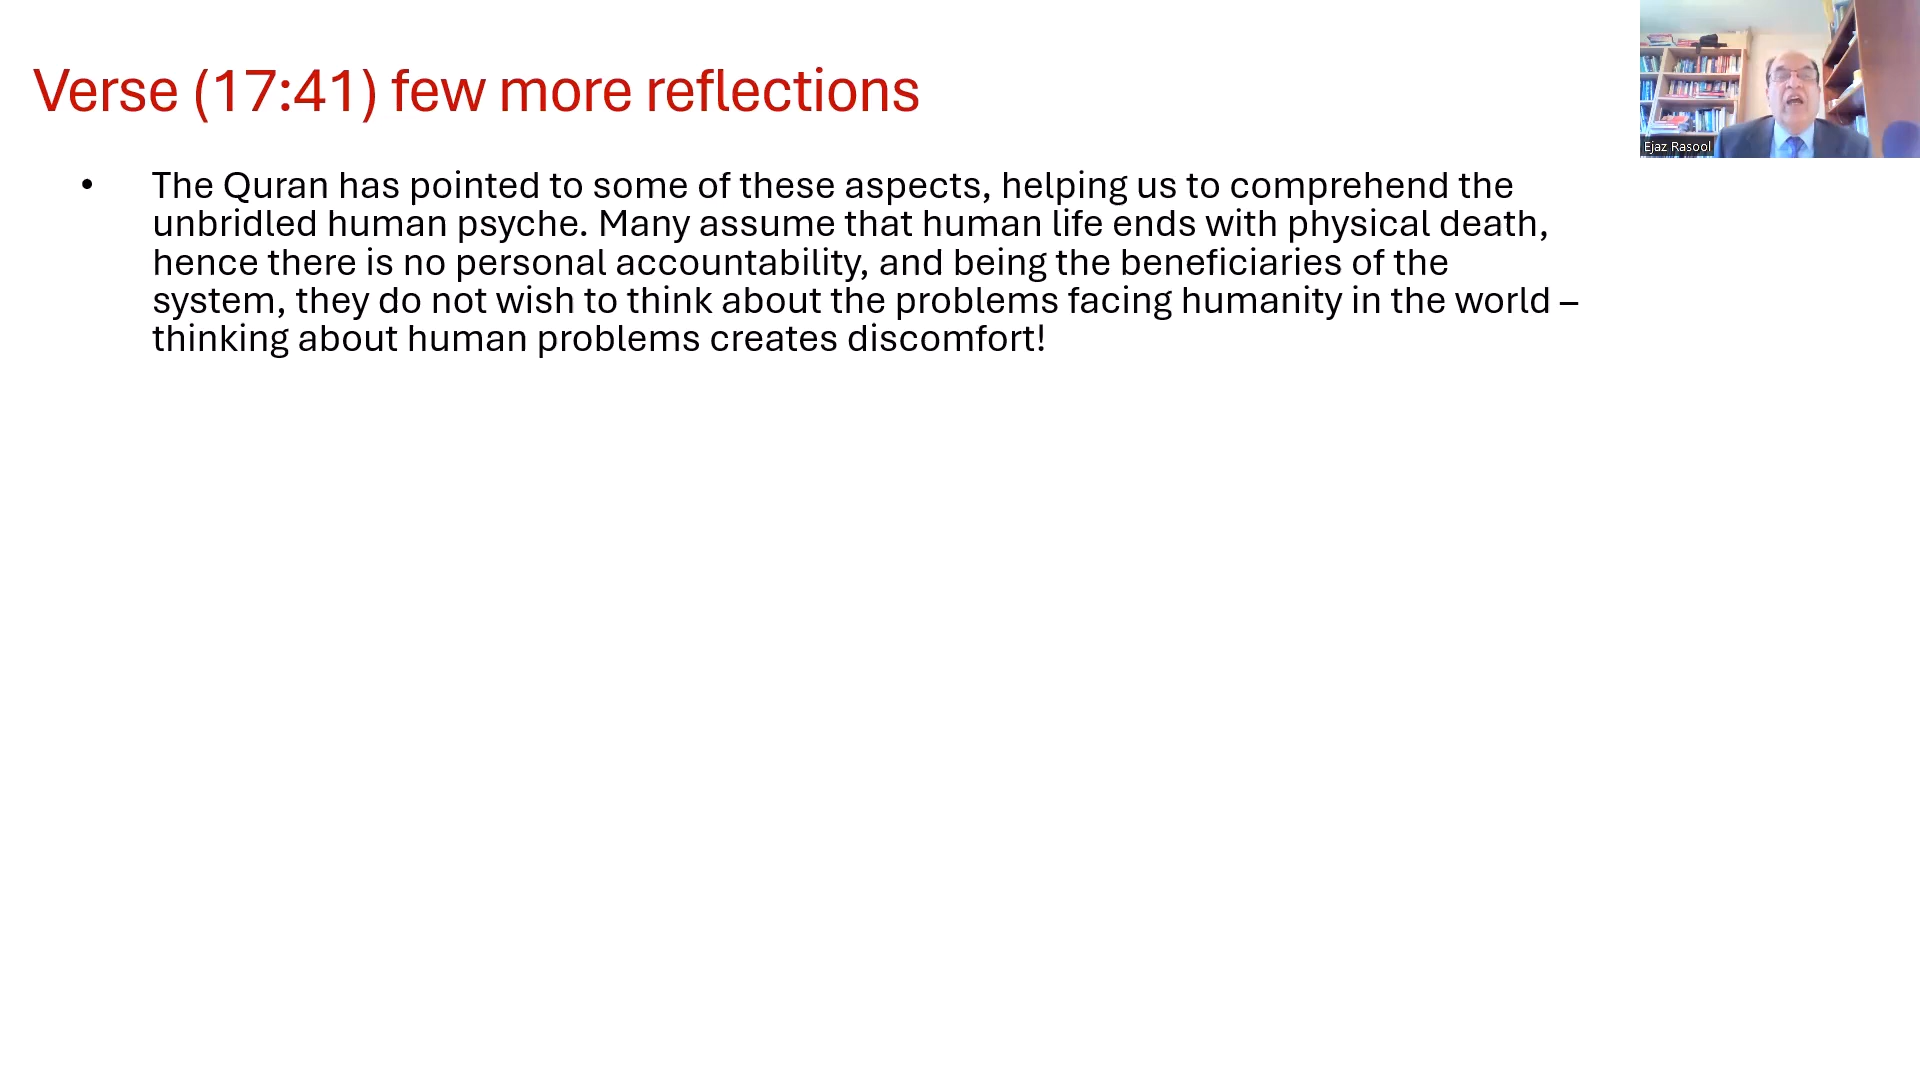 Verse (17:41) few more reflections
Ejaz Rasool
• The Quran has pointed to some of these aspects, helping us to comprehend the
unbridled human psyche. Many assume that human life ends with physical death,
hence there is no personal accountability, and being the beneficiaries of the
system, they do not wish to think about the problems facing humanity in the world –
thinking about human problems creates discomfort!